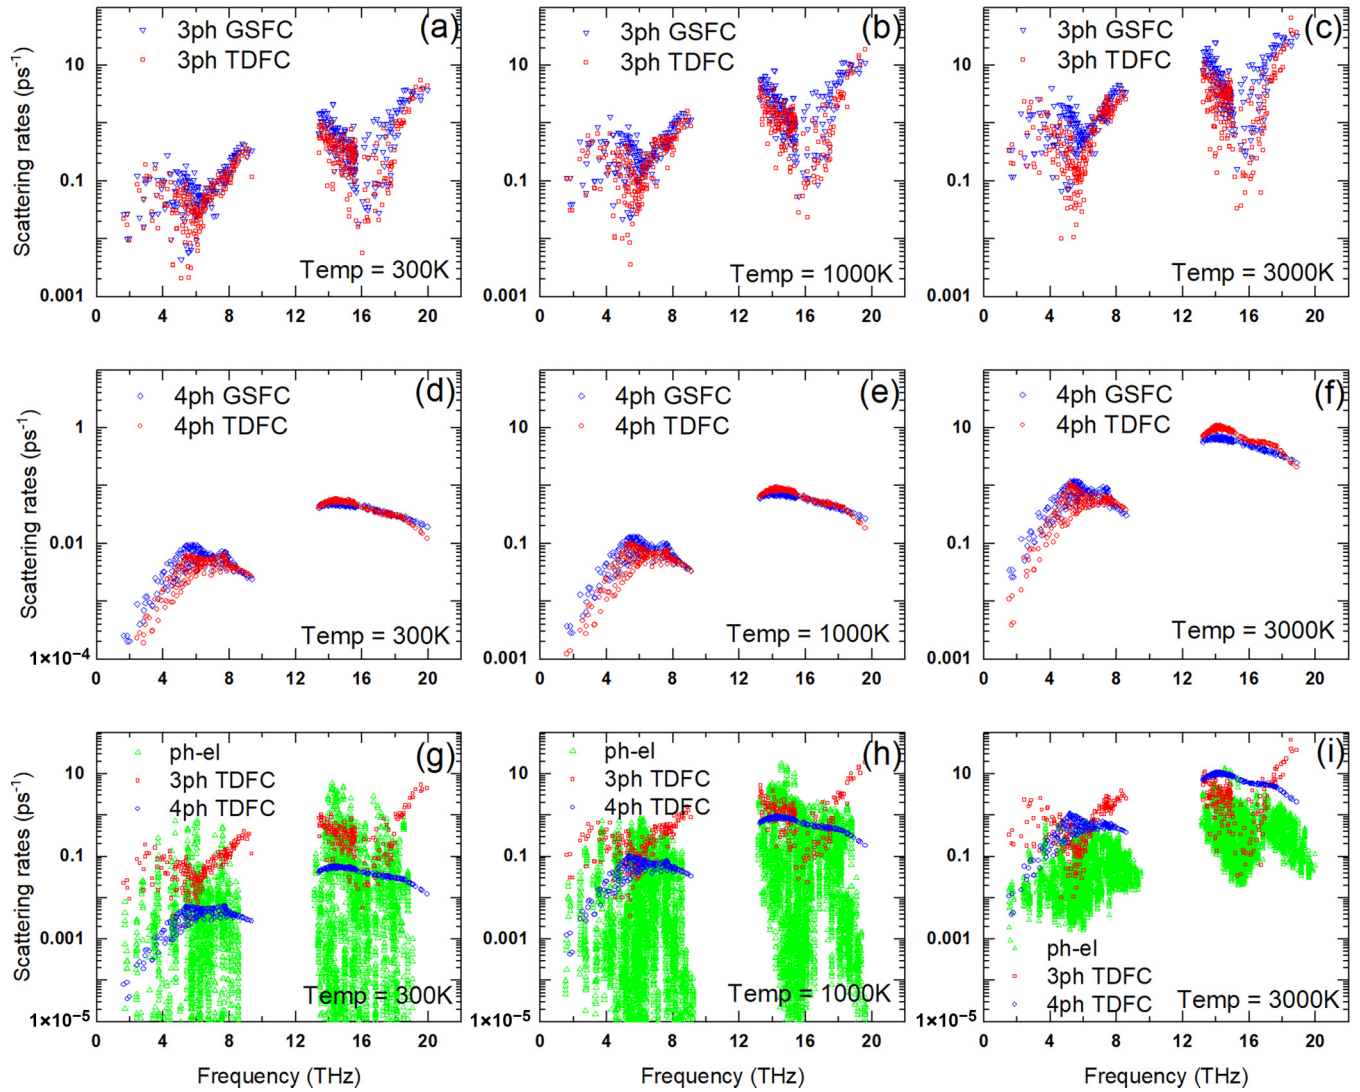 3ph GSFC
3ph TDFC
(a)
Scattering rates (ps⁻¹)
10
0.1
0.001
Temp = 300K
0 4 8 12 16 20
3ph GSFC
3ph TDFC
(b)
10
0.1
0.001
Temp = 1000K
0 4 8 12 16 20
3ph GSFC
3ph TDFC
(c)
10
0.1
0.001
Temp = 3000K
0 4 8 12 16 20
4ph GSFC
4ph TDFC
(d)
Scattering rates (ps⁻¹)
1
0.01
1×10⁻⁴
Temp = 300K
0 4 8 12 16 20
4ph GSFC
4ph TDFC
(e)
10
0.1
0.001
Temp = 1000K
0 4 8 12 16 20
4ph GSFC
4ph TDFC
(f)
10
0.1
0.001
Temp = 3000K
0 4 8 12 16 20
ph-el
3ph TDFC
4ph TDFC
(g)
Scattering rates (ps⁻¹)
10
0.1
0.001
1×10⁻⁵
Temp = 300K
0 4 8 12 16 20
Frequency (THz)
ph-el
3ph TDFC
4ph TDFC
(h)
10
0.1
0.001
1×10⁻⁵
Temp = 1000K
0 4 8 12 16 20
Frequency (THz)
(i)
10
0.1
0.001
1×10⁻⁵
ph-el
3ph TDFC
4ph TDFC
Temp = 3000K
0 4 8 12 16 20
Frequency (THz)